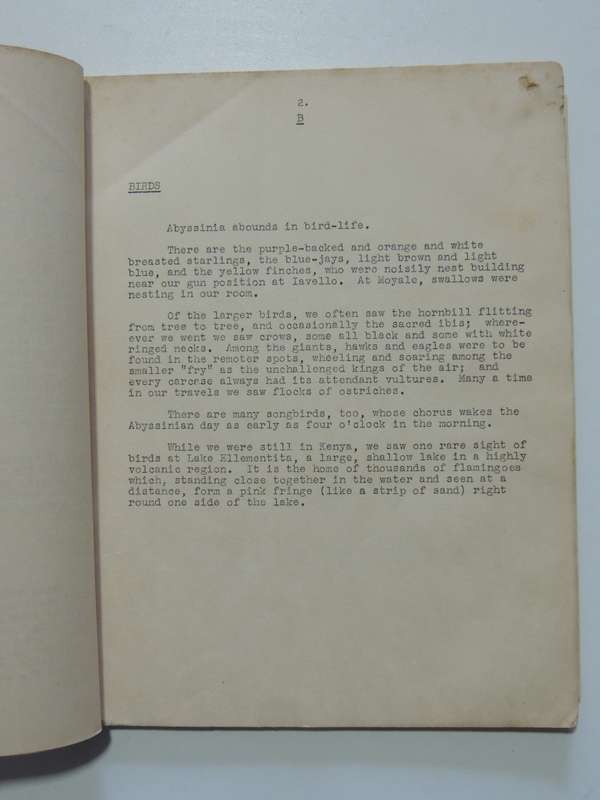 2.
B
BIRDS
Abyssinia abounds in bird-life.
There are the purple-backed and orange and white
breasted starlings, the blue-jays, light brown and light
blue, and the yellow finches, who were noisily nest building
near our gun position at Iavello. At Moyale, swallows were
nesting in our room.
Of the larger birds, we often saw the hornbill flitting
from tree to tree, and occasionally the sacred ibis; where-
ever we went we saw crows, some all black and some with white
ringed necks. Among the giants, hawks and eagles were to be
found in the remoter spots, wheeling and soaring among the
smaller "fry" as the unchallenged kings of the air; and
every carcase always had its attendant vultures. Many a time
in our travels we saw flocks of ostriches.
There are many songbirds, too, whose chorus wakes the
Abyssinian day as early as four o'clock in the morning.
While we were still in Kenya, we saw one rare sight of
birds at Lake Ellementita, a large, shallow lake in a highly
volcanic region. It is the home of thousands of flamingoes
which, standing close together in the water and seen at a
distance, form a pink fringe (like a strip of sand) right
round one side of the lake.